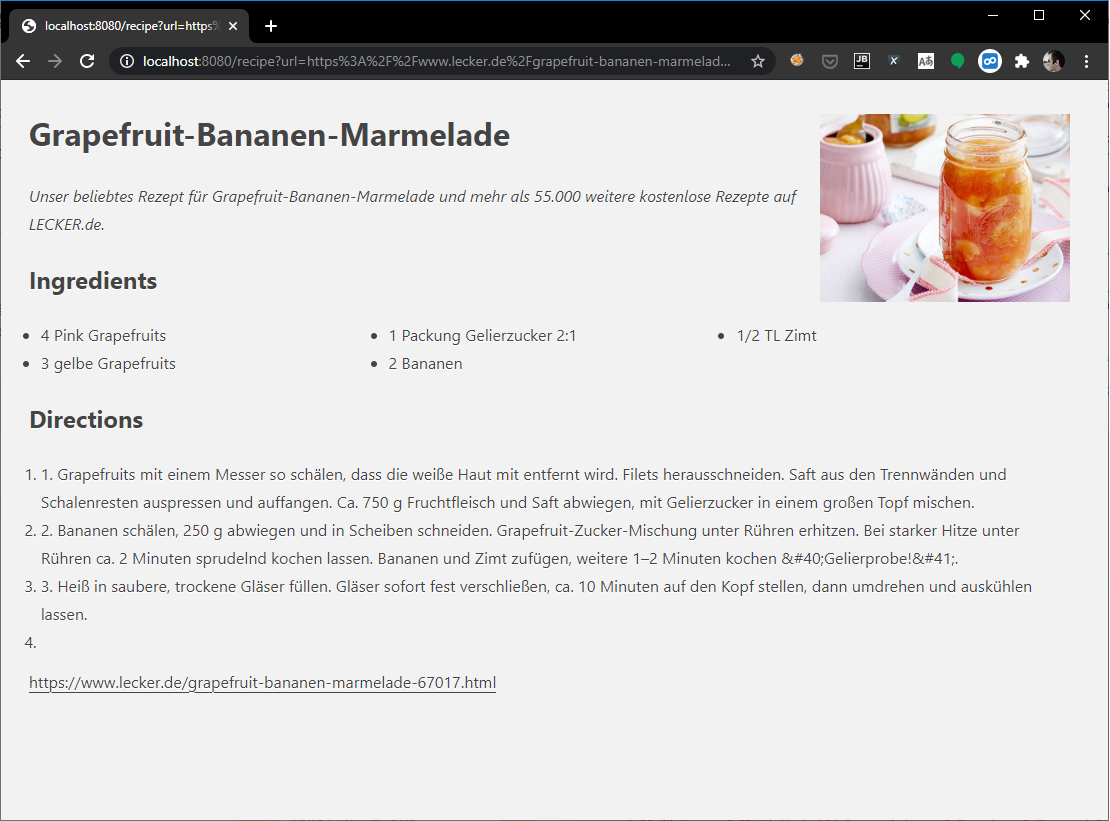 localhost:8080/recipe?url=https%
localhost:8080/recipe?url=https%3A%2F%2Fwww.lecker.de%2Fgrapefruit-bananen-marmelad...
JB
Aあ
Grapefruit-Bananen-Marmelade
Unser beliebtes Rezept für Grapefruit-Bananen-Marmelade und mehr als 55.000 weitere kostenlose Rezepte auf
LECKER.de.
Ingredients
• 4 Pink Grapefruits
• 3 gelbe Grapefruits
• 1 Packung Gelierzucker 2:1
• 2 Bananen
• 1/2 TL Zimt
Directions
1. 1. Grapefruits mit einem Messer so schälen, dass die weiße Haut mit entfernt wird. Filets herausschneiden. Saft aus den Trennwänden und
Schalenresten auspressen und auffangen. Ca. 750 g Fruchtfleisch und Saft abwiegen, mit Gelierzucker in einem großen Topf mischen.
2. 2. Bananen schälen, 250 g abwiegen und in Scheiben schneiden. Grapefruit-Zucker-Mischung unter Rühren erhitzen. Bei starker Hitze unter
Rühren ca. 2 Minuten sprudelnd kochen lassen. Bananen und Zimt zufügen, weitere 1–2 Minuten kochen &#40;Gelierprobe!&#41;.
3. 3. Heiß in saubere, trockene Gläser füllen. Gläser sofort fest verschließen, ca. 10 Minuten auf den Kopf stellen, dann umdrehen und auskühlen
lassen.
4.
https://www.lecker.de/grapefruit-bananen-marmelade-67017.html